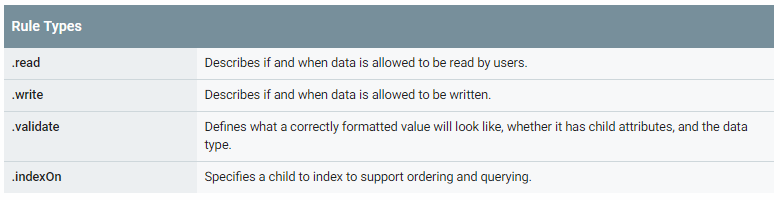 Rule Types
.read Describes if and when data is allowed to be read by users.
.write Describes if and when data is allowed to be written.
.validate Defines what a correctly formatted value will look like, whether it has child attributes, and the data
type.
.indexOn Specifies a child to index to support ordering and querying.